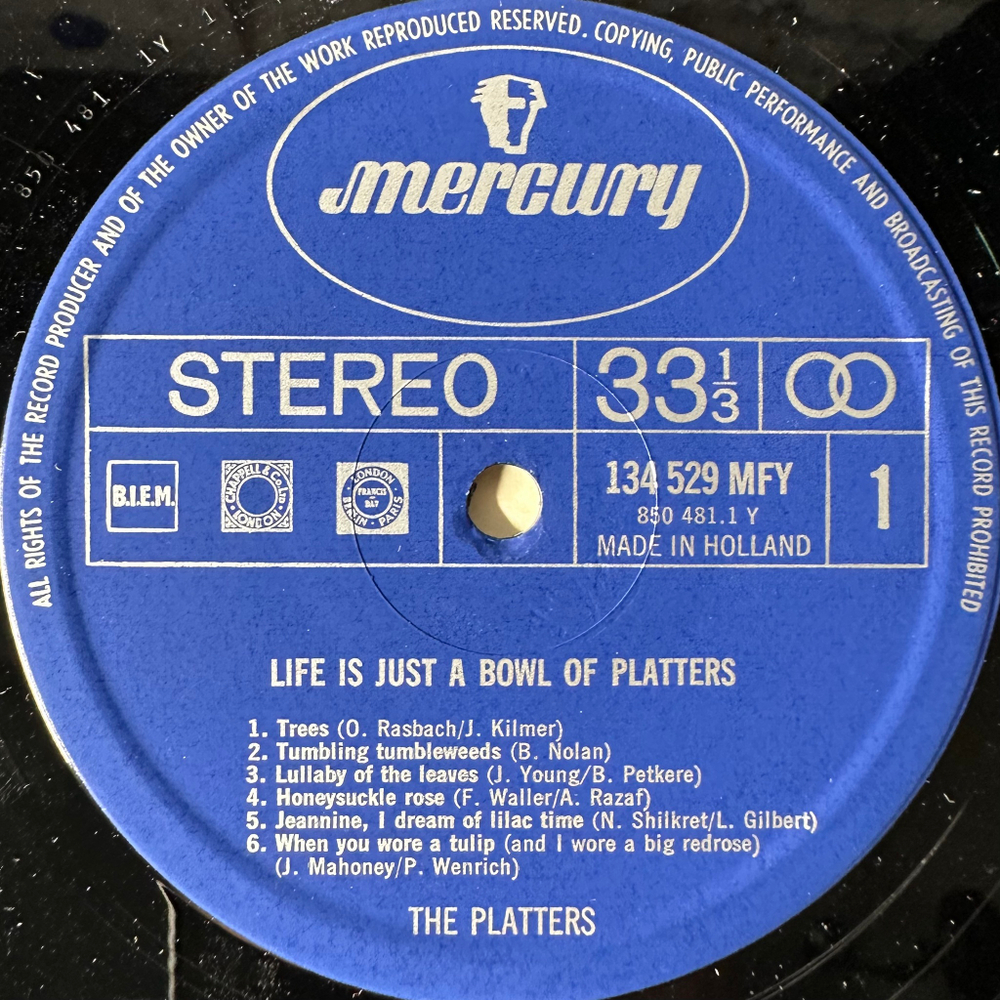 ALL RIGHTS OF THE RECORD PRODUCER AND OF THE OWNER OF THE WORK REPRODUCED RESERVED. COPYING, PUBLIC PERFORMANCE AND BROADCASTING OF THIS RECORD PROHIBITED
85 481 1Y
mercury
STEREO
33 1/3
B.I.E.M.
CHAPPELL & Co. Ltd. LONDON
LONDON FRANCIS DAY BERLIN PARIS
134 529 MFY
850 481.1 Y
MADE IN HOLLAND
1
LIFE IS JUST A BOWL OF PLATTERS
1. Trees (O. Rasbach/J. Kilmer)
2. Tumbling tumbleweeds (B. Nolan)
3. Lullaby of the leaves (J. Young/B. Petkere)
4. Honeysuckle rose (F. Waller/A. Razaf)
5. Jeannine, I dream of lilac time (N. Shilkret/L. Gilbert)
6. When you wore a tulip (and I wore a big redrose)
(J. Mahoney/P. Wenrich)
THE PLATTERS